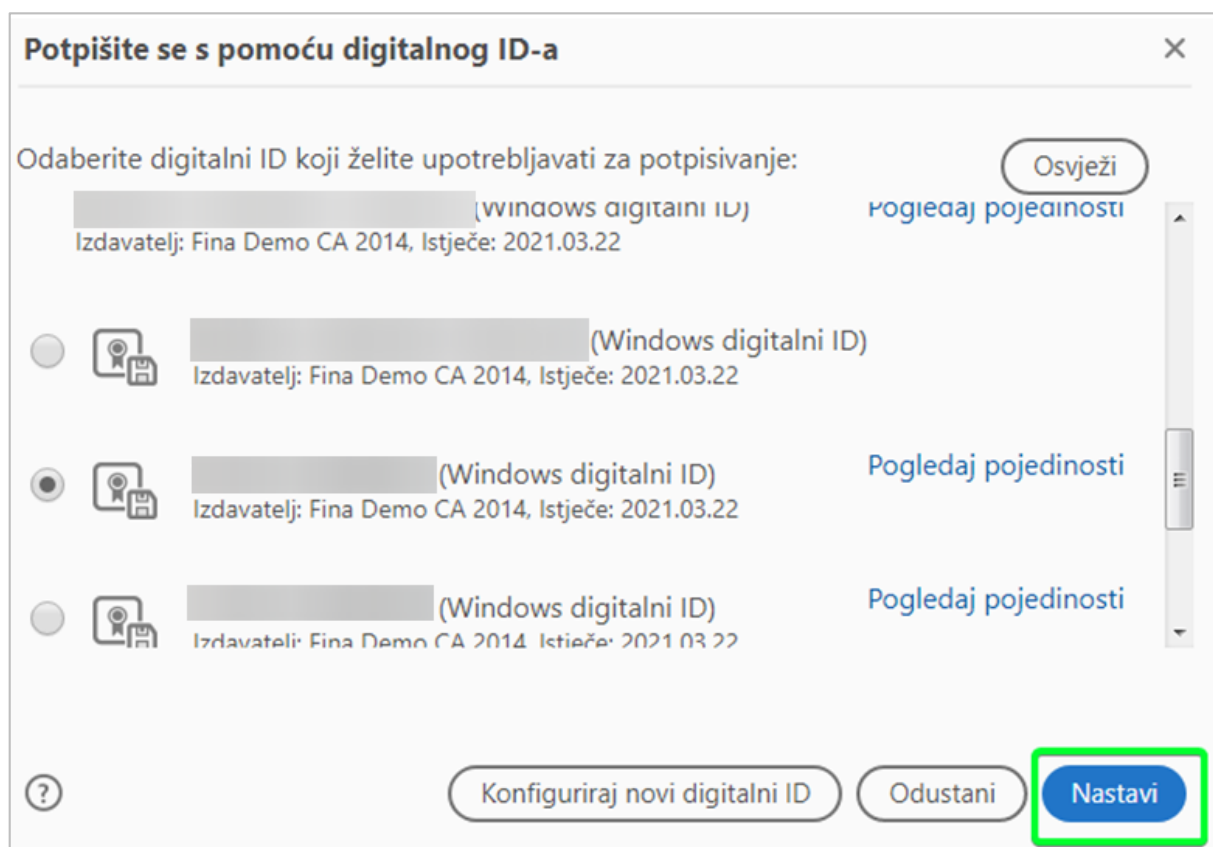 Potpišite se s pomoću digitalnog ID-a
Odaberite digitalni ID koji želite upotrebljavati za potpisivanje:
Osvježi
(Windows digitalni ID)
Pogledaj pojedinosti
Izdavatelj: Fina Demo CA 2014, Istječe: 2021.03.22
(Windows digitalni ID)
Izdavatelj: Fina Demo CA 2014, Istječe: 2021.03.22
(Windows digitalni ID)
Pogledaj pojedinosti
Izdavatelj: Fina Demo CA 2014, Istječe: 2021.03.22
(Windows digitalni ID)
Pogledaj pojedinosti
Izdavatelj: Fina Demo CA 2014, Istječe: 2021.03.22
?
Konfiguriraj novi digitalni ID
Odustani
Nastavi